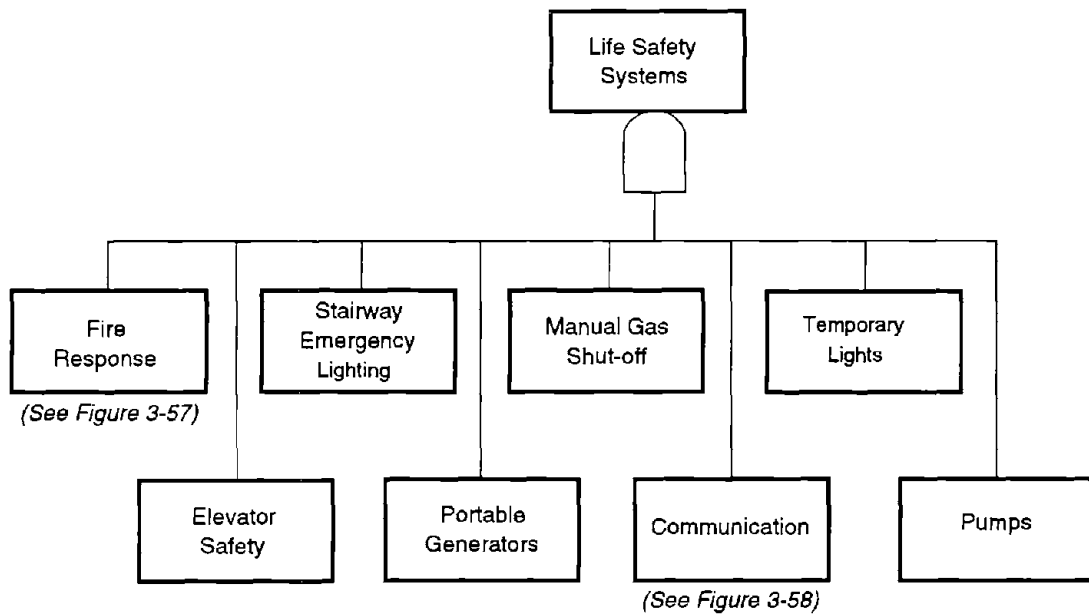 Life Safety
Systems
Fire
Response
(See Figure 3-57)
Stairway
Emergency
Lighting
Manual Gas
Shut-off
Temporary
Lights
Elevator
Safety
Portable
Generators
Communication
(See Figure 3-58)
Pumps